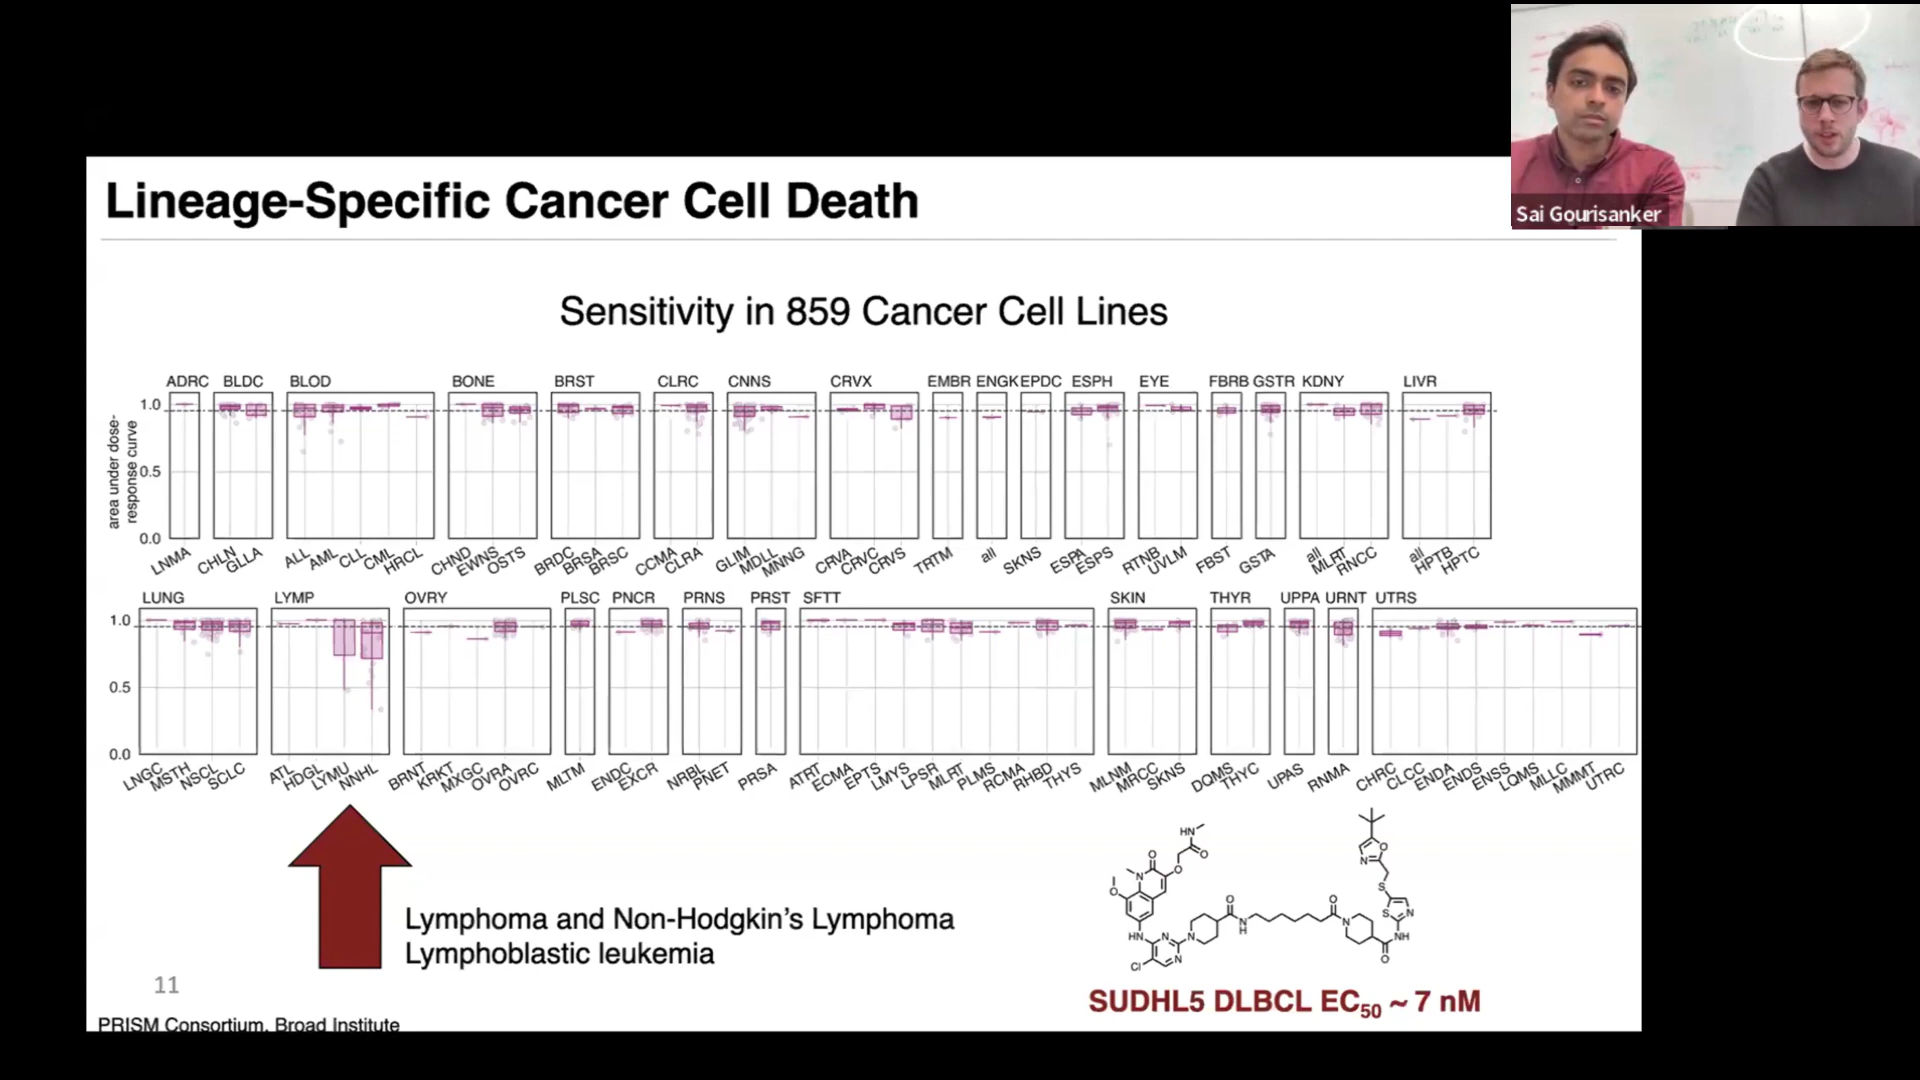 Sai Gourisanker
Lineage-Specific Cancer Cell Death
Sensitivity in 859 Cancer Cell Lines
ADRC BLDC BLOD BONE BRST CLRC CNNS CRVX EMBR ENGK EPDC ESPH EYE FBRB GSTR KDNY LIVR
area under dose-
response curve
1.0
0.5
0.0
LNMA CHLN GLLA ALL AML CLL CML HRCL CHND EWNS OSTS BRDC BRSA BRSC CCMA CLRA GLIM MDLL MNNG CRVA CRVC CRVS TRTM all SKNS ESPA ESPS RTNB UVLM FBST GSTA all MLRT RNCC all HPTB HPTC
LUNG LYMP OVRY PLSC PNCR PRNS PRST SFTT SKIN THYR UPPA URNT UTRS
1.0
0.5
0.0
LNGC MSTH NSCL SCLC ATL HDGL LYMU NNHL BRNT KRKT MXGC OVRA OVRC MLTM ENDC EXCR NRBL PNET PRSA ATRT ECMA EPTS LMYS LPSR MLRT PLMS RCMA RHBD THYS MLNM MRCC SKNS DQMS THYC UPAS RNMA CHRC CLCC ENDA ENDS ENSS LQMS MLLC MMMT UTRC
Lymphoma and Non-Hodgkin's Lymphoma
Lymphoblastic leukemia
HN
O
O
O
N
O
HN
N
N
Cl
N
O
N
H
O
N
O
NH
S
N
S
N
O
SUDHL5 DLBCL EC50 ~ 7 nM
11
PRISM Consortium, Broad Institute